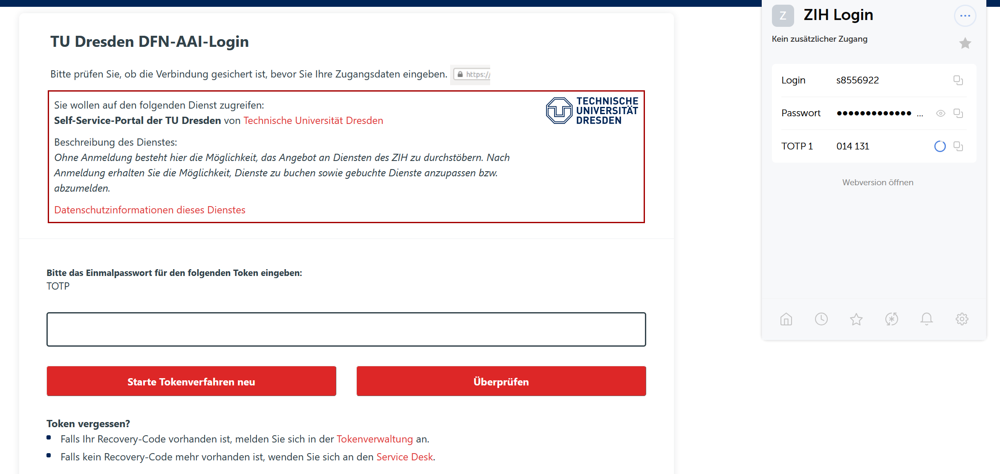 TU Dresden DFN-AAI-Login
Bitte prüfen Sie, ob die Verbindung gesichert ist, bevor Sie Ihre Zugangsdaten eingeben. https://
Sie wollen auf den folgenden Dienst zugreifen:
Self-Service-Portal der TU Dresden von Technische Universität Dresden
TECHNISCHE
UNIVERSITÄT
DRESDEN
Beschreibung des Dienstes:
Ohne Anmeldung besteht hier die Möglichkeit, das Angebot an Diensten des ZIH zu durchstöbern. Nach
Anmeldung erhalten Sie die Möglichkeit, Dienste zu buchen sowie gebuchte Dienste anzupassen bzw.
abzumelden.
Datenschutzinformationen dieses Dienstes
Bitte das Einmalpasswort für den folgenden Token eingeben:
TOTP
Starte Tokenverfahren neu
Überprüfen
Token vergessen?
Falls Ihr Recovery-Code vorhanden ist, melden Sie sich in der Tokenverwaltung an.
Falls kein Recovery-Code mehr vorhanden ist, wenden Sie sich an den Service Desk.
Z ZIH Login
Kein zusätzlicher Zugang
Login s8556922
Passwort ●●●●●●●●●●●●● ...
TOTP 1 014 131
Webversion öffnen